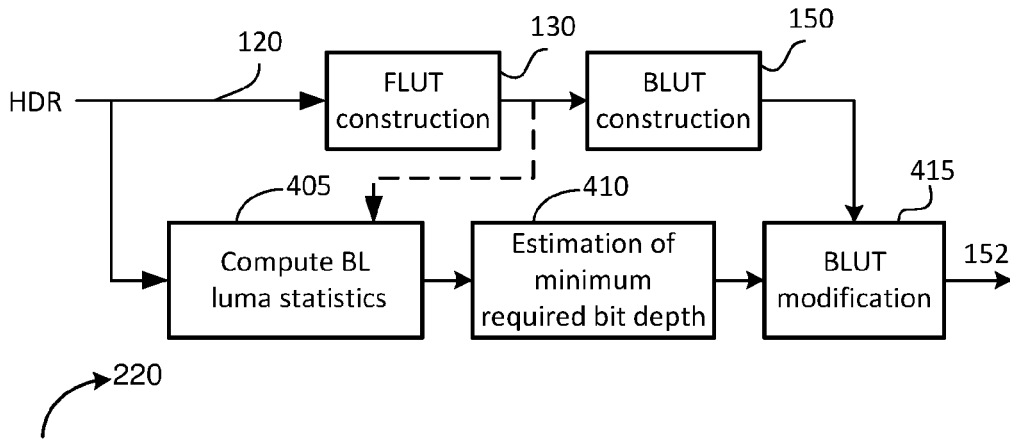 120
130
150
HDR
FLUT
construction
BLUT
construction
405
410
415
Compute BL
luma statistics
Estimation of
minimum
required bit depth
BLUT
modification
152
220